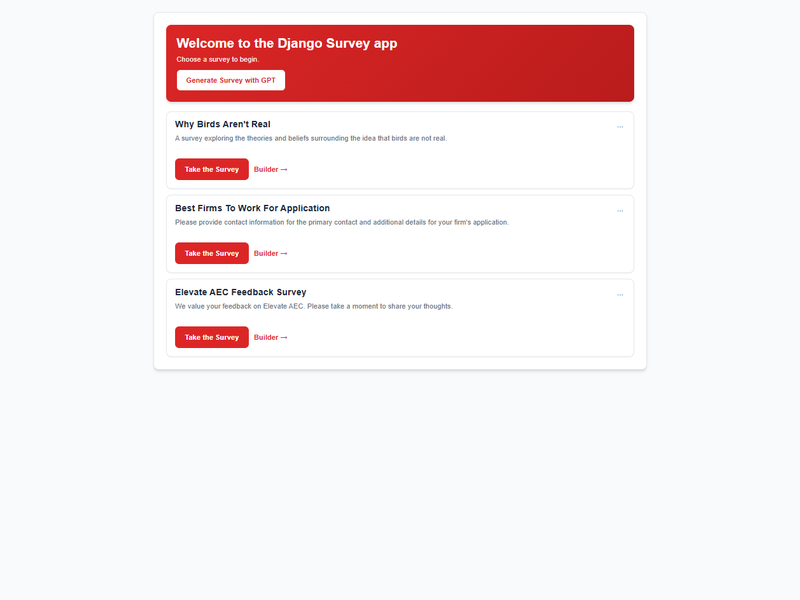 Welcome to the Django Survey app
Choose a survey to begin.
Generate Survey with GPT
Why Birds Aren't Real
...
A survey exploring the theories and beliefs surrounding the idea that birds are not real.
Take the Survey Builder →
Best Firms To Work For Application
...
Please provide contact information for the primary contact and additional details for your firm's application.
Take the Survey Builder →
Elevate AEC Feedback Survey
...
We value your feedback on Elevate AEC. Please take a moment to share your thoughts.
Take the Survey Builder →